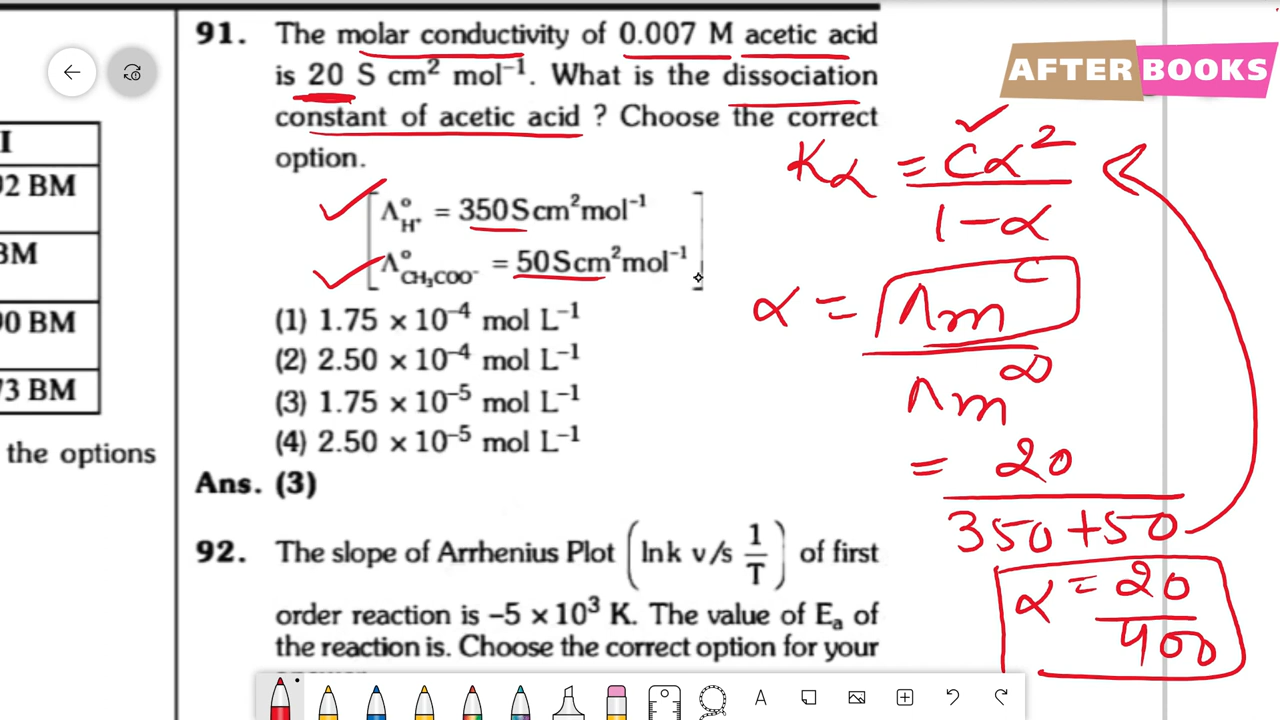 91. The molar conductivity of 0.007 M acetic acid
is 20 S cm² mol⁻¹. What is the dissociation
constant of acetic acid ? Choose the correct
option.
Λ°H⁺ = 350 S cm² mol⁻¹
Λ°CH₃COO⁻ = 50 S cm² mol⁻¹
(1) 1.75 × 10⁻⁴ mol L⁻¹
(2) 2.50 × 10⁻⁴ mol L⁻¹
(3) 1.75 × 10⁻⁵ mol L⁻¹
(4) 2.50 × 10⁻⁵ mol L⁻¹
Ans. (3)
92. The slope of Arrhenius Plot (ln k v/s 1/T) of first
order reaction is –5 × 10³ K. The value of Eₐ of
the reaction is. Choose the correct option for your
I
92 BM
BM
90 BM
73 BM
the options
AFTER BOOKS
Kα = Cα²
1 – α
α = Λm^C
Λm^∞
= 20
350 + 50
α = 20
400
A